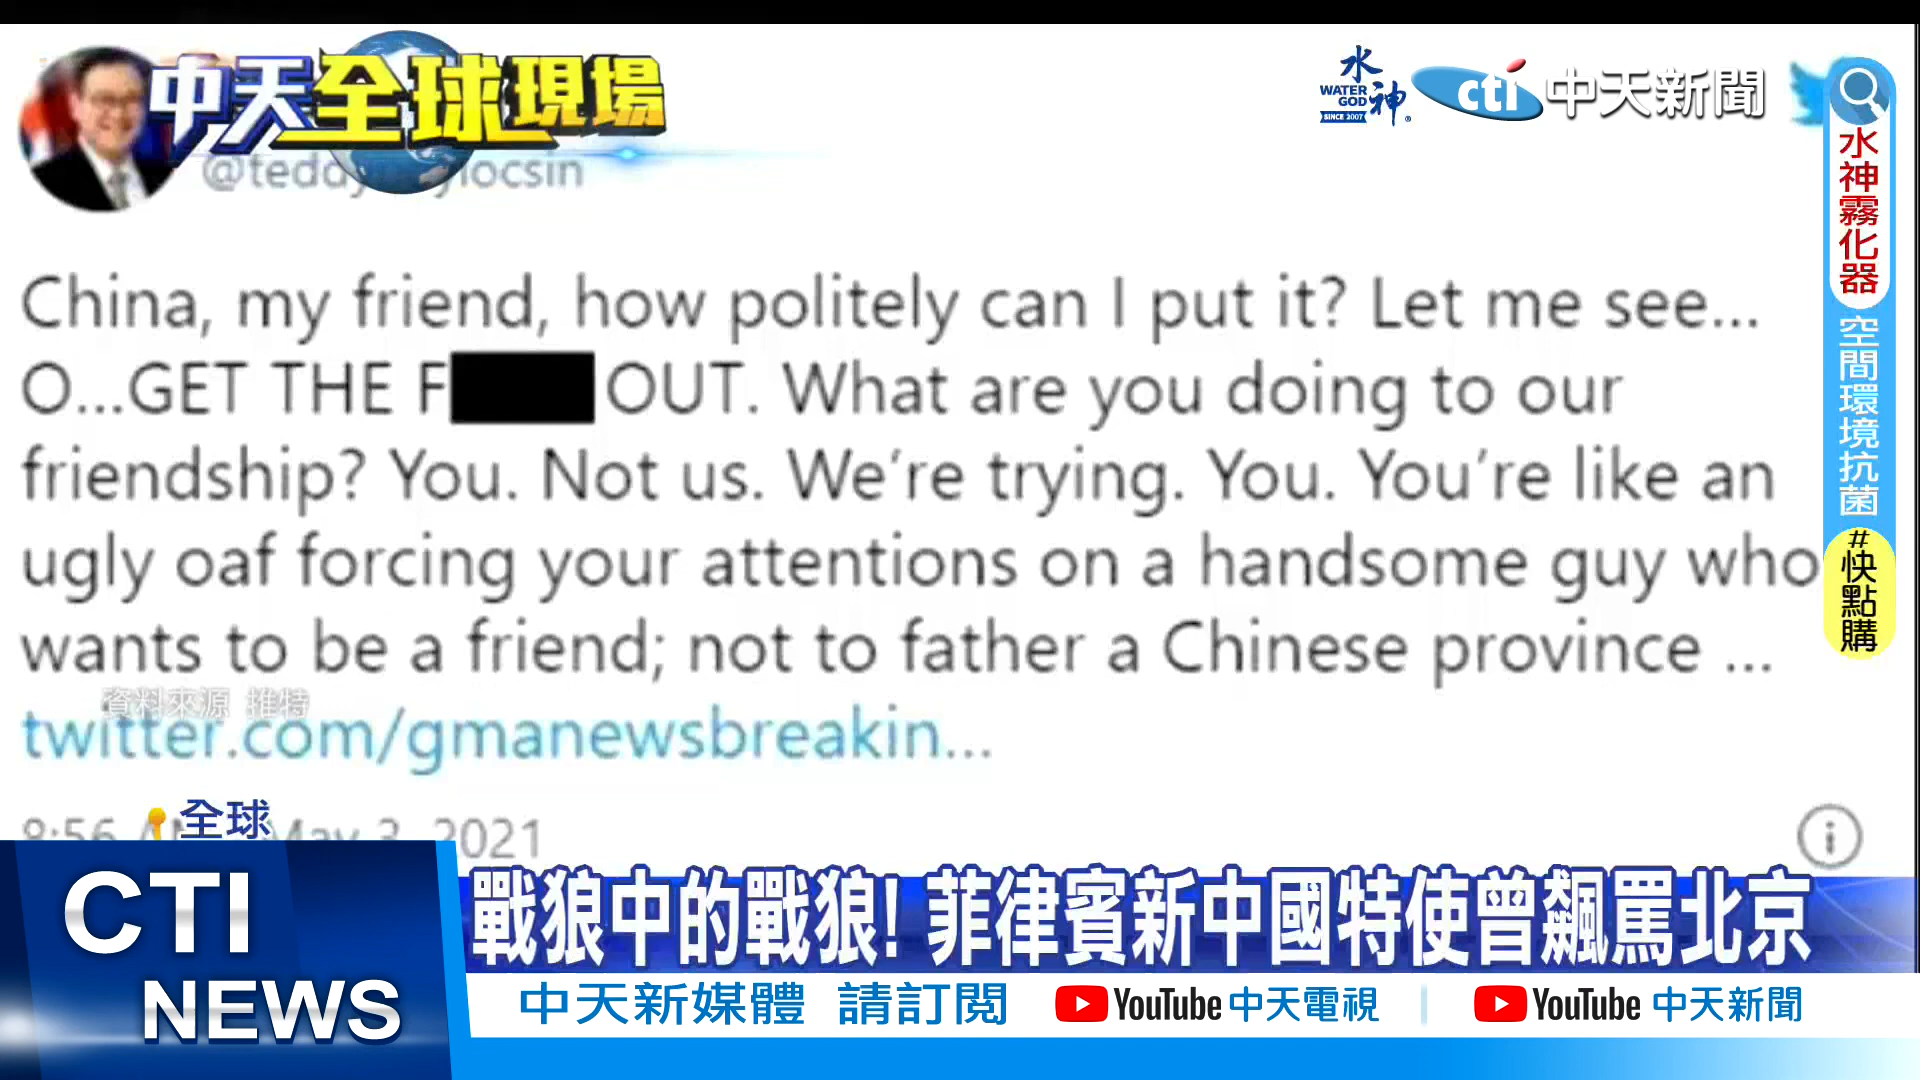 中天全球現場
水神
WATER
GOD
SINCE 2007
cti 中天新聞
China, my friend, how politely can I put it? Let me see...
O...GET THE F OUT. What are you doing to our
friendship? You. Not us. We're trying. You. You're like an
ugly oaf forcing your attentions on a handsome guy who
wants to be a friend; not to father a Chinese province ...
資料來源 推特
twitter.com/gmanewsbreakin...
8:56 May 3, 2021
全球
水神霧化器
空間環境抗菌
#快點購
CTI
NEWS
戰狼中的戰狼! 菲律賓新中國特使曾飆罵北京
中天新媒體 請訂閱 YouTube 中天電視 | YouTube 中天新聞